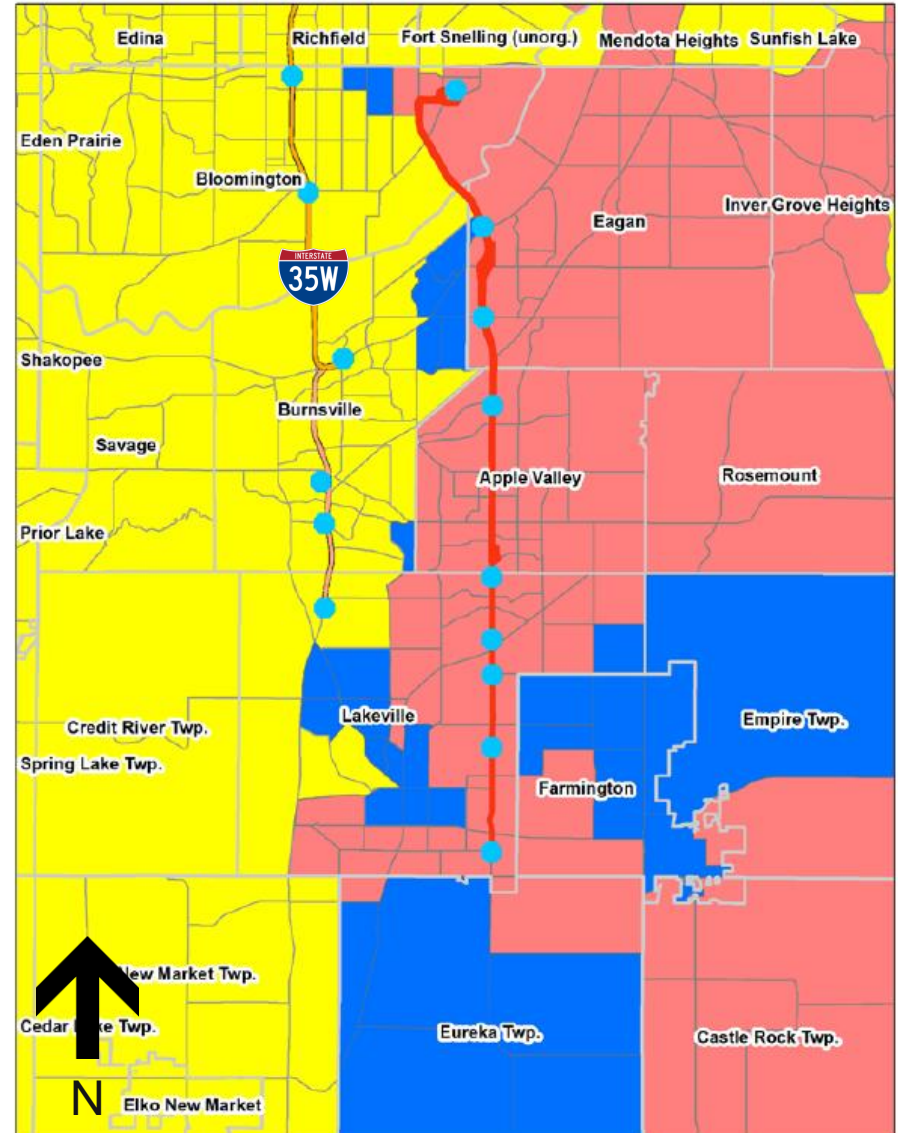 Edina
Richfield
Fort Snelling (unorg.)
Mendota Heights
Sunfish Lake
Eden Prairie
Bloomington
Inver Grove Heights
Eagan
INTERSTATE
35W
Shakopee
Burnsville
Savage
Apple Valley
Rosemount
Prior Lake
Lakeville
Credit River Twp.
Empire Twp.
Spring Lake Twp.
Farmington
New Market Twp.
Cedar Twp.
Eureka Twp.
Castle Rock Twp.
N
Elko New Market